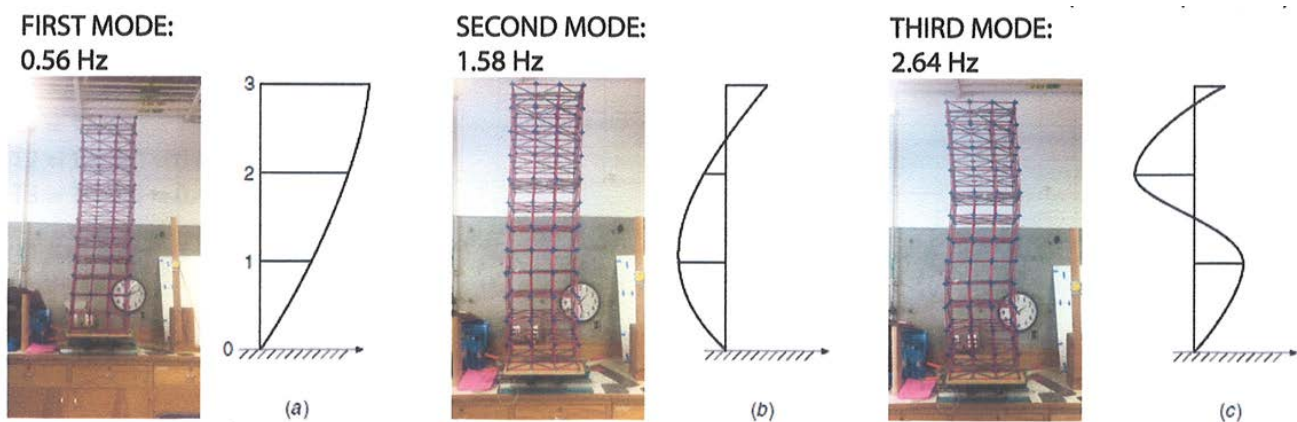 FIRST MODE:
0.56 Hz
3
2
1
0
(a)
SECOND MODE:
1.58 Hz
(b)
THIRD MODE:
2.64 Hz
(c)